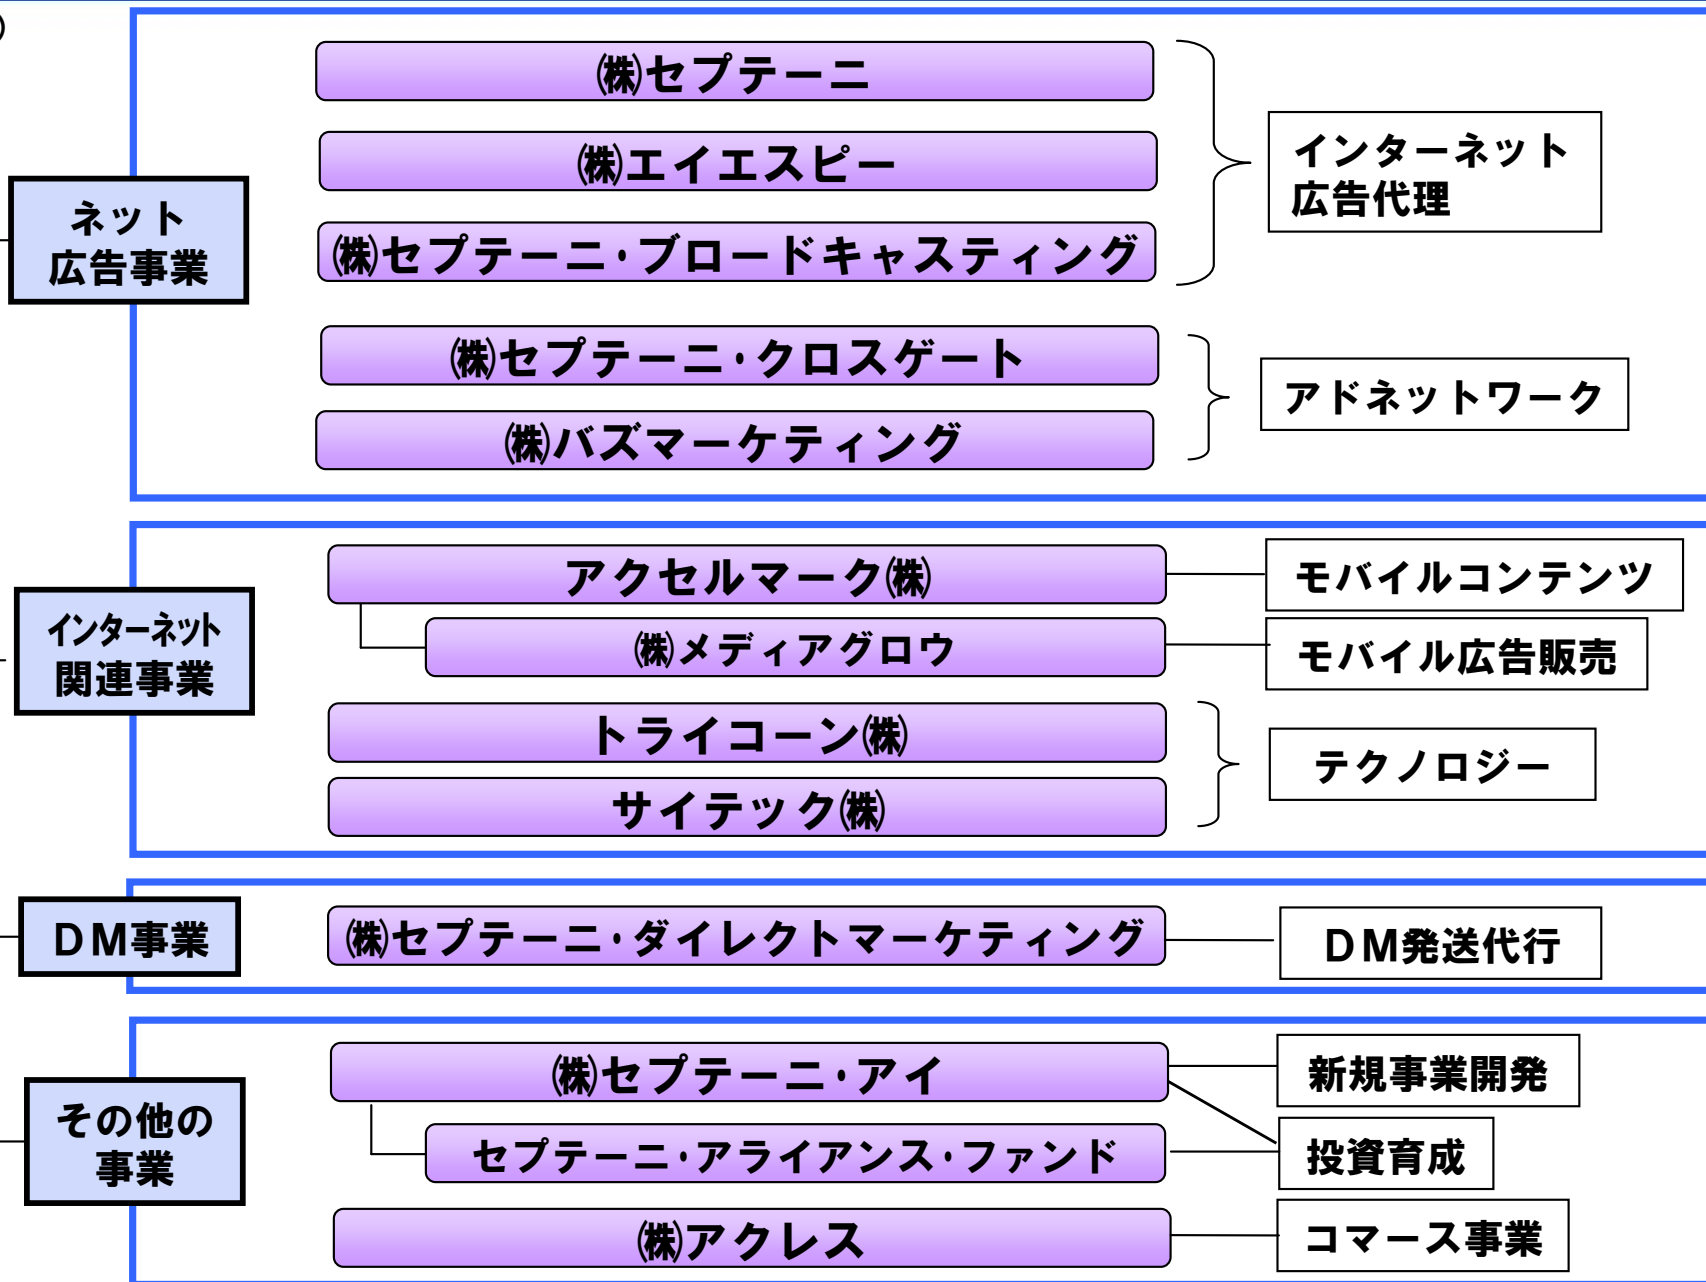 )
㈱セプテーニ
㈱エイエスピー
㈱セプテーニ・ブロードキャスティング
インターネット
広告代理
ネット
広告事業
㈱セプテーニ・クロスゲート
㈱バズマーケティング
アドネットワーク
アクセルマーク㈱
モバイルコンテンツ
㈱メディアグロウ
モバイル広告販売
インターネット
関連事業
トライコーン㈱
サイテック㈱
テクノロジー
ＤＭ事業
㈱セプテーニ・ダイレクトマーケティング
ＤＭ発送代行
㈱セプテーニ・アイ
新規事業開発
その他の
事業
セプテーニ・アライアンス・ファンド
投資育成
㈱アクレス
コマース事業